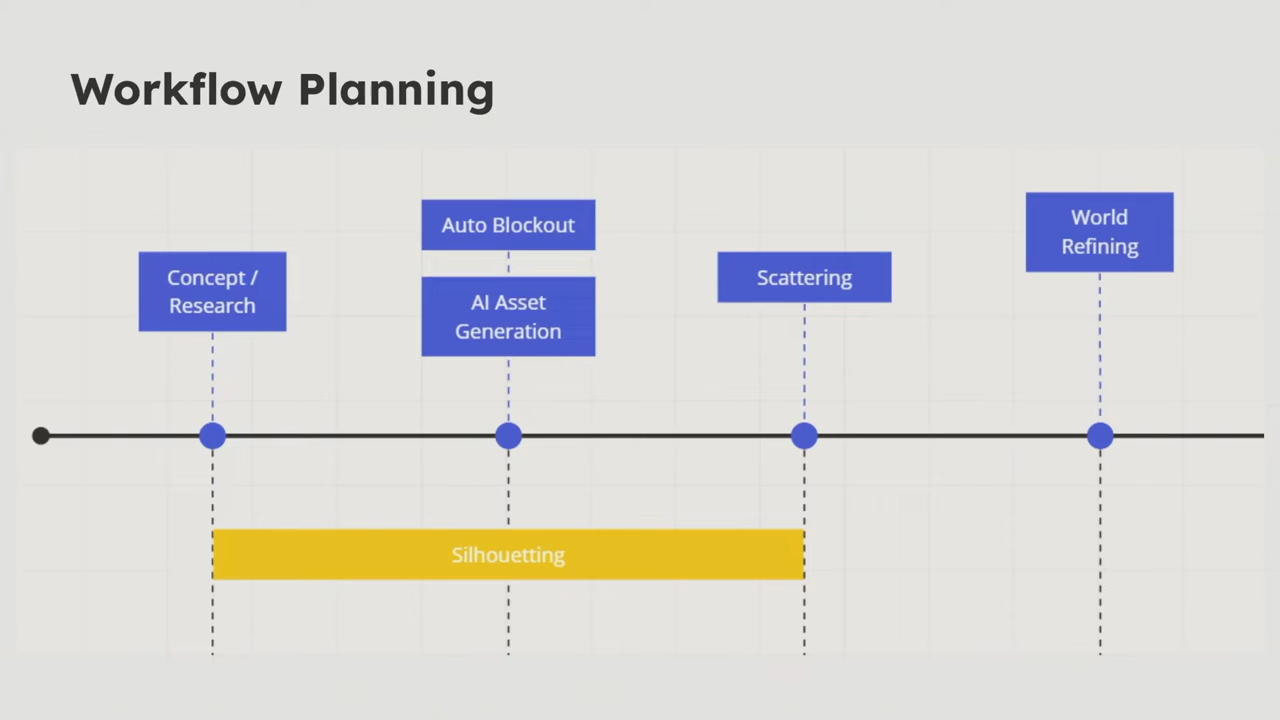 Workflow Planning
Concept /
Research
Auto Blockout
AI Asset
Generation
Scattering
World
Refining
Silhouetting